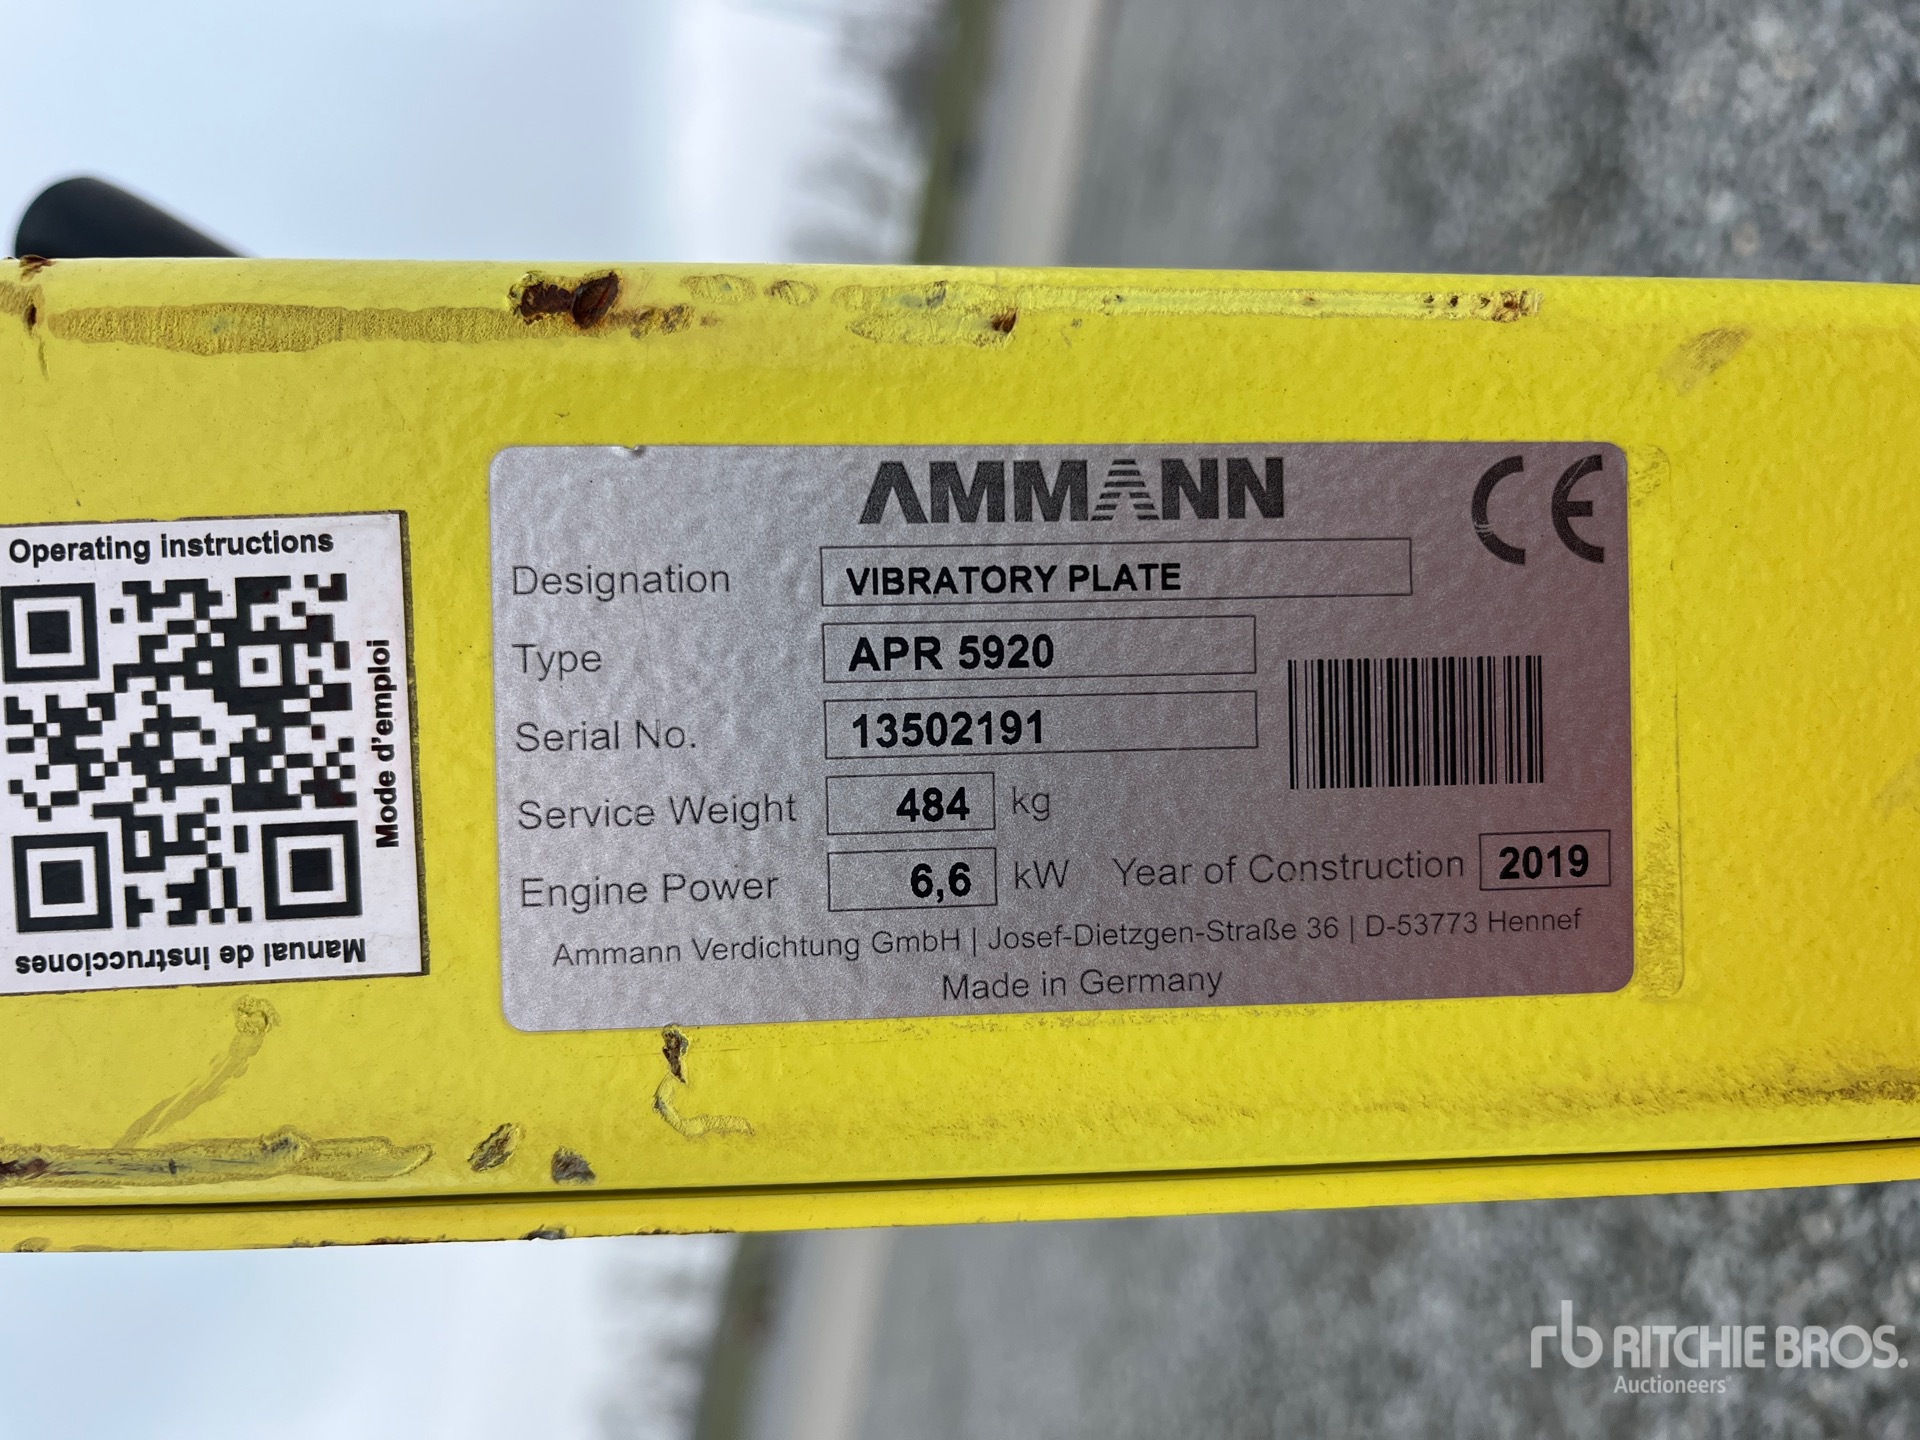 Operating instructions
Mode d'emploi
Manual de instrucciones
AMMANN
CE
Designation VIBRATORY PLATE
Type APR 5920
Serial No. 13502191
Service Weight 484 kg
Engine Power 6,6 kW Year of Construction 2019
Ammann Verdichtung GmbH | Josef-Dietzgen-Straße 36 | D-53773 Hennef
Made in Germany
rb RITCHIE BROS.
Auctioneers